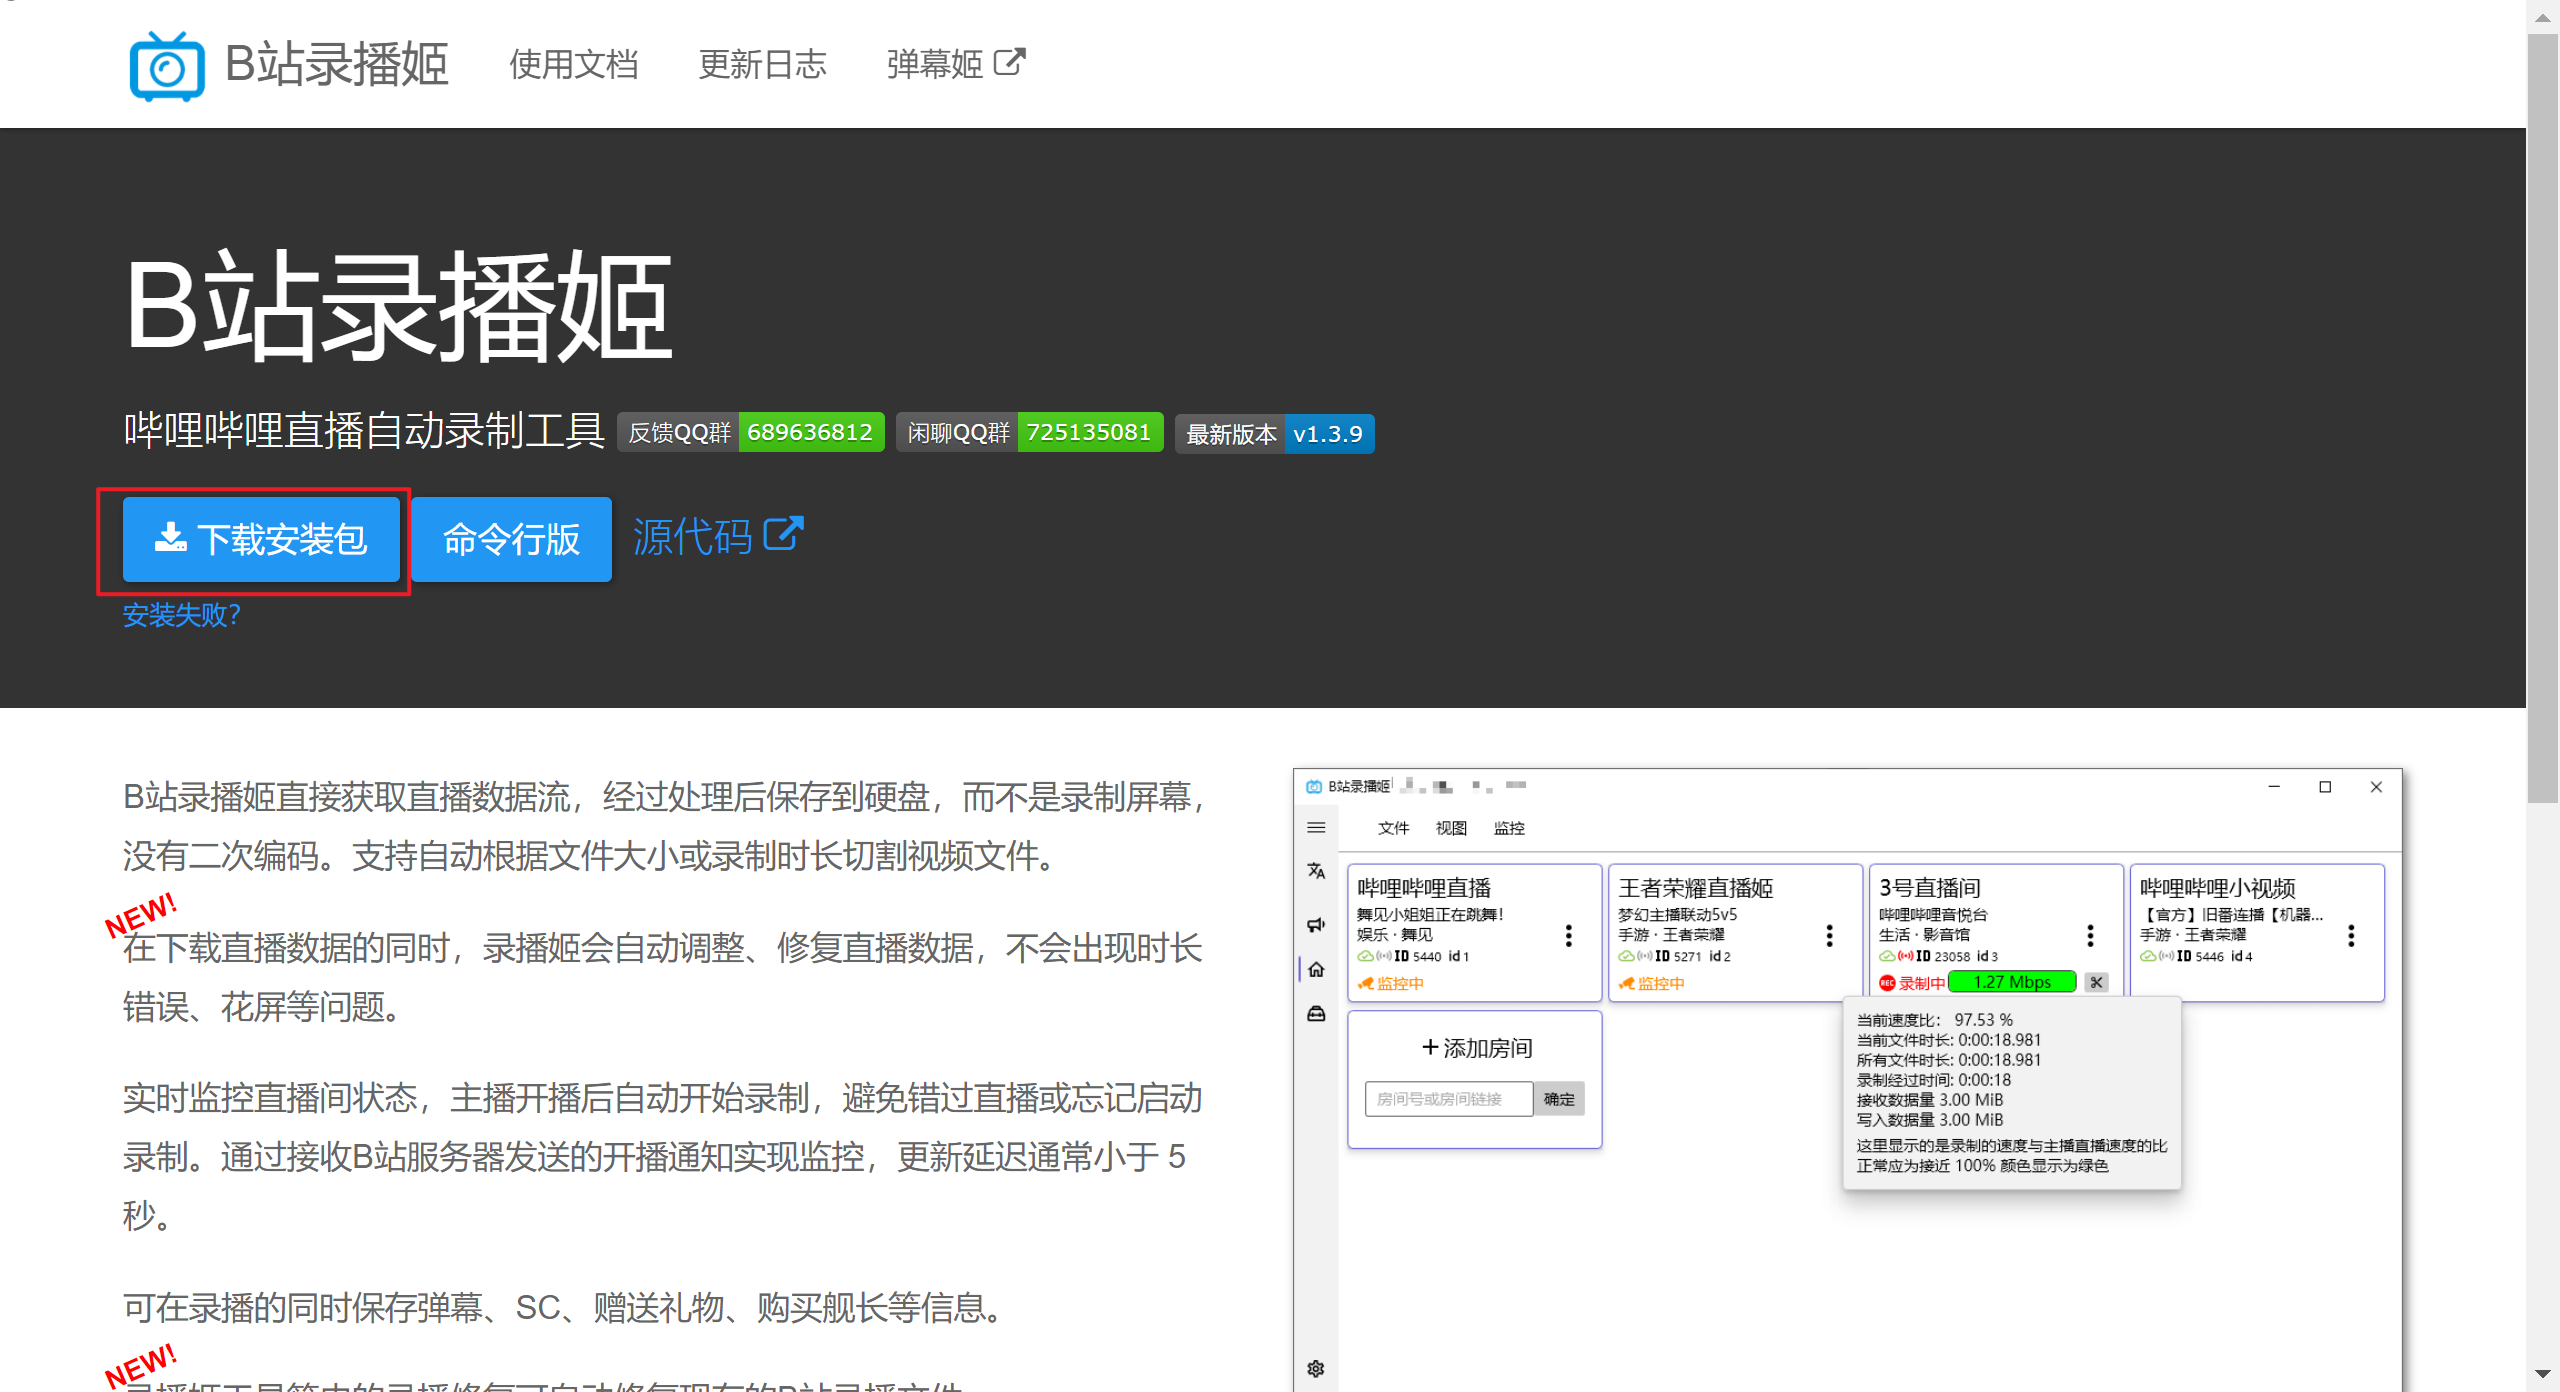 B站录播姬
使用文档
更新日志
弹幕姬
B站录播姬
哔哩哔哩直播自动录制工具 反馈QQ群 689636812 闲聊QQ群 725135081 最新版本 v1.3.9
下载安装包
命令行版
源代码
安装失败?
B站录播姬直接获取直播数据流，经过处理后保存到硬盘，而不是录制屏幕，
没有二次编码。支持自动根据文件大小或录制时长切割视频文件。
NEW!
在下载直播数据的同时，录播姬会自动调整、修复直播数据，不会出现时长
错误、花屏等问题。
实时监控直播间状态，主播开播后自动开始录制，避免错过直播或忘记启动
录制。通过接收B站服务器发送的开播通知实现监控，更新延迟通常小于 5
秒。
可在录播的同时保存弹幕、SC、赠送礼物、购买舰长等信息。
NEW!
B站录播姬
文件 视图 监控
哔哩哔哩直播
舞见小姐姐正在跳舞!
娱乐 · 舞见
ID 5440 id 1
监控中
王者荣耀直播姬
梦幻主播联动5v5
手游 · 王者荣耀
ID 5271 id 2
监控中
3号直播间
哔哩哔哩音悦台
生活 · 影音馆
ID 23058 id 3
REC 录制中 1.27 Mbps
哔哩哔哩小视频
【官方】旧番连播【机器...
手游 · 王者荣耀
ID 5446 id 4
+ 添加房间
房间号或房间链接 确定
当前速度比： 97.53 %
当前文件时长: 0:00:18.981
所有文件时长: 0:00:18.981
录制经过时间: 0:00:18
接收数据量 3.00 MiB
写入数据量 3.00 MiB
这里显示的是录制的速度与主播直播速度的比
正常应为接近 100% 颜色显示为绿色